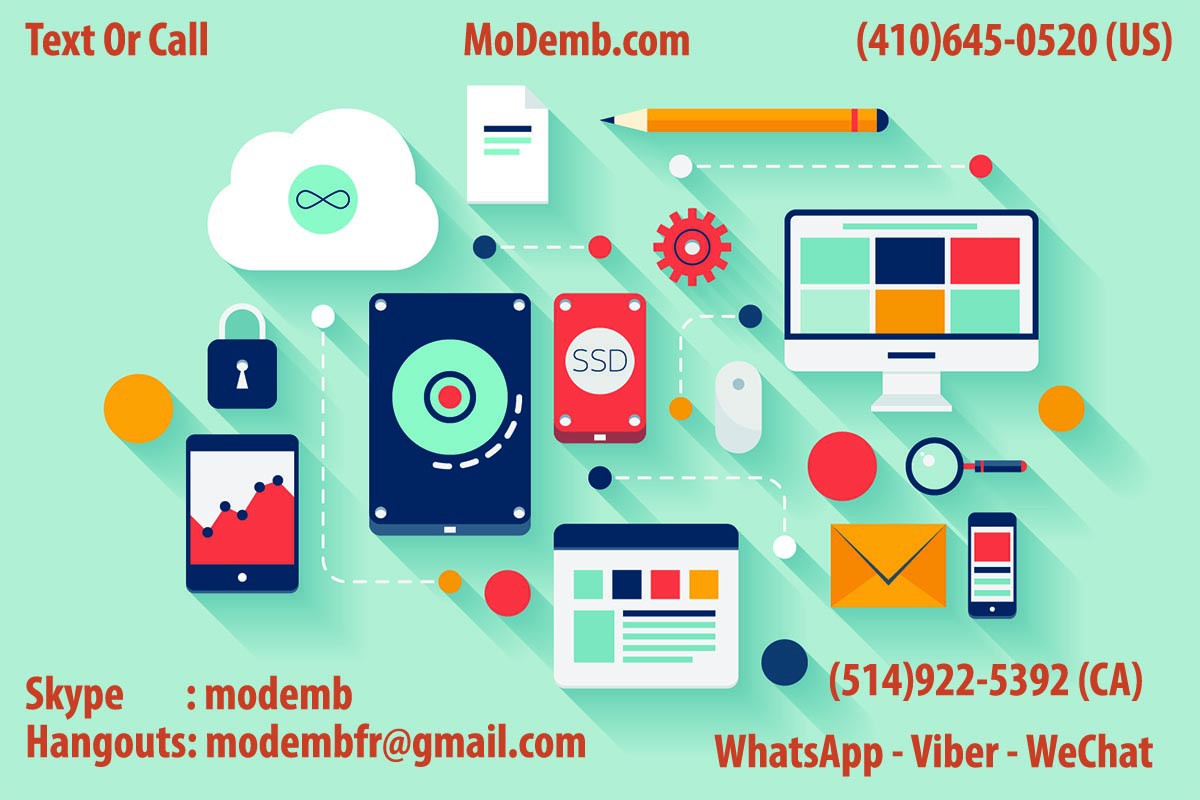 Text Or Call
MoDemb.com
(410)645-0520 (US)
SSD
(514)922-5392 (CA)
Skype : modemb
Hangouts: modembfr@gmail.com
WhatsApp - Viber - WeChat